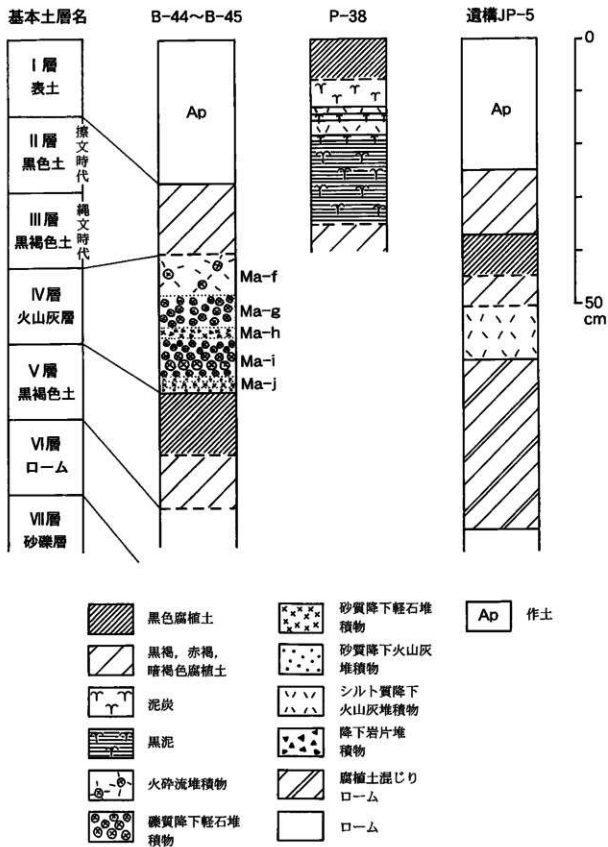 基本土層名
B-44～B-45
P-38
遺構JP-5
Ⅰ層
表土
Ⅱ層
黒色土
擦文時代
Ⅲ層
黒褐色土
縄文時代
Ⅳ層
火山灰層
Ⅴ層
黒褐色土
Ⅵ層
ローム
Ⅶ層
砂礫層
Ap
Ma-f
Ma-g
Ma-h
Ma-i
Ma-j
Ap
0
50
cm
黒色腐植土
黒褐，赤褐，
暗褐色腐植土
泥炭
黒泥
火砕流堆積物
礫質降下軽石堆
積物
砂質降下軽石堆
積物
砂質降下火山灰
堆積物
シルト質降下
火山灰堆積物
降下岩片堆
積物
腐植土混じり
ローム
ローム
Ap
作土